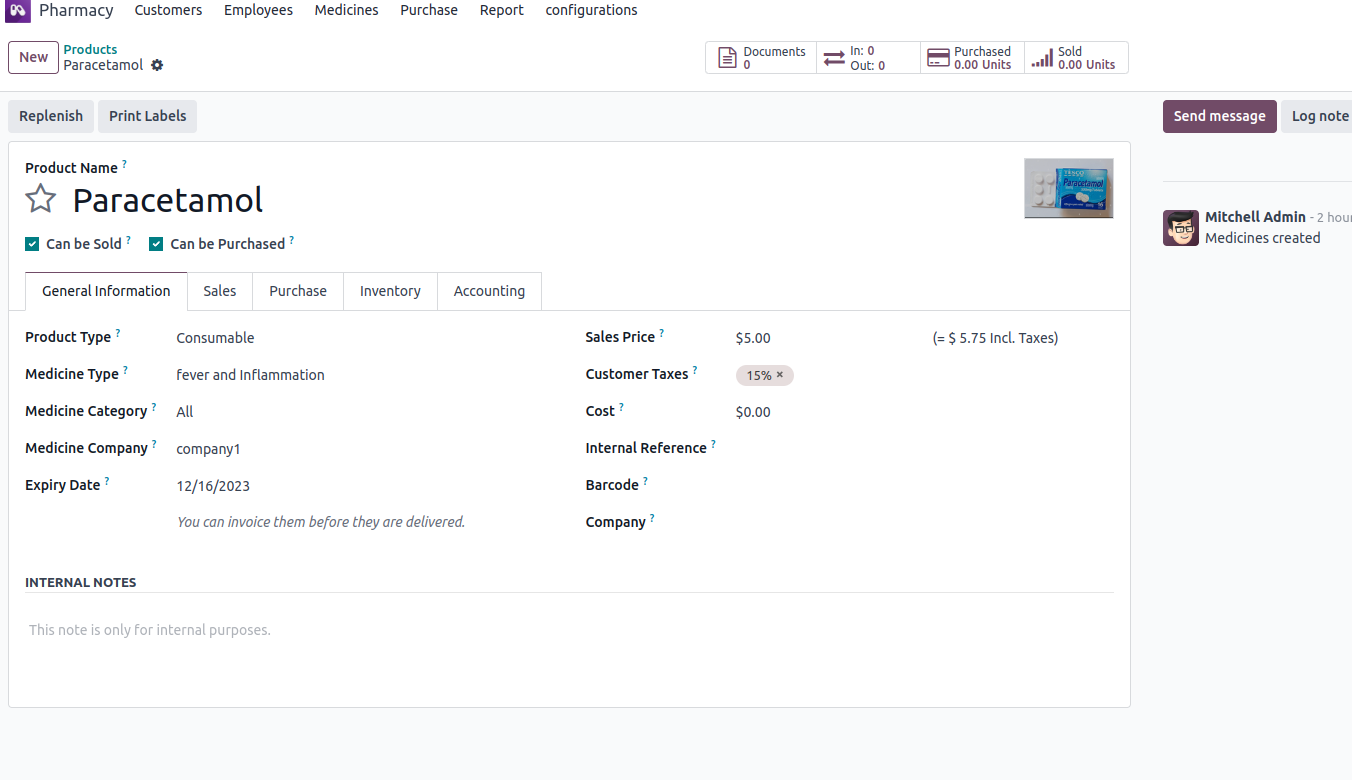 Pharmacy Customers Employees Medicines Purchase Report configurations
New
Products
Paracetamol
Documents
0
In: 0
Out: 0
Purchased
0.00 Units
Sold
0.00 Units
Replenish Print Labels
Send message Log note
Product Name ?
Paracetamol
TESCO
Paracetamol
Can be Sold ? Can be Purchased ?
Mitchell Admin - 2 hour
Medicines created
General Information Sales Purchase Inventory Accounting
Product Type ? Consumable
Medicine Type ? fever and Inflammation
Medicine Category ? All
Medicine Company ? company1
Expiry Date ? 12/16/2023
You can invoice them before they are delivered.
Sales Price ? $5.00 (= $ 5.75 Incl. Taxes)
Customer Taxes ? 15% ×
Cost ? $0.00
Internal Reference ?
Barcode ?
Company ?
INTERNAL NOTES
This note is only for internal purposes.